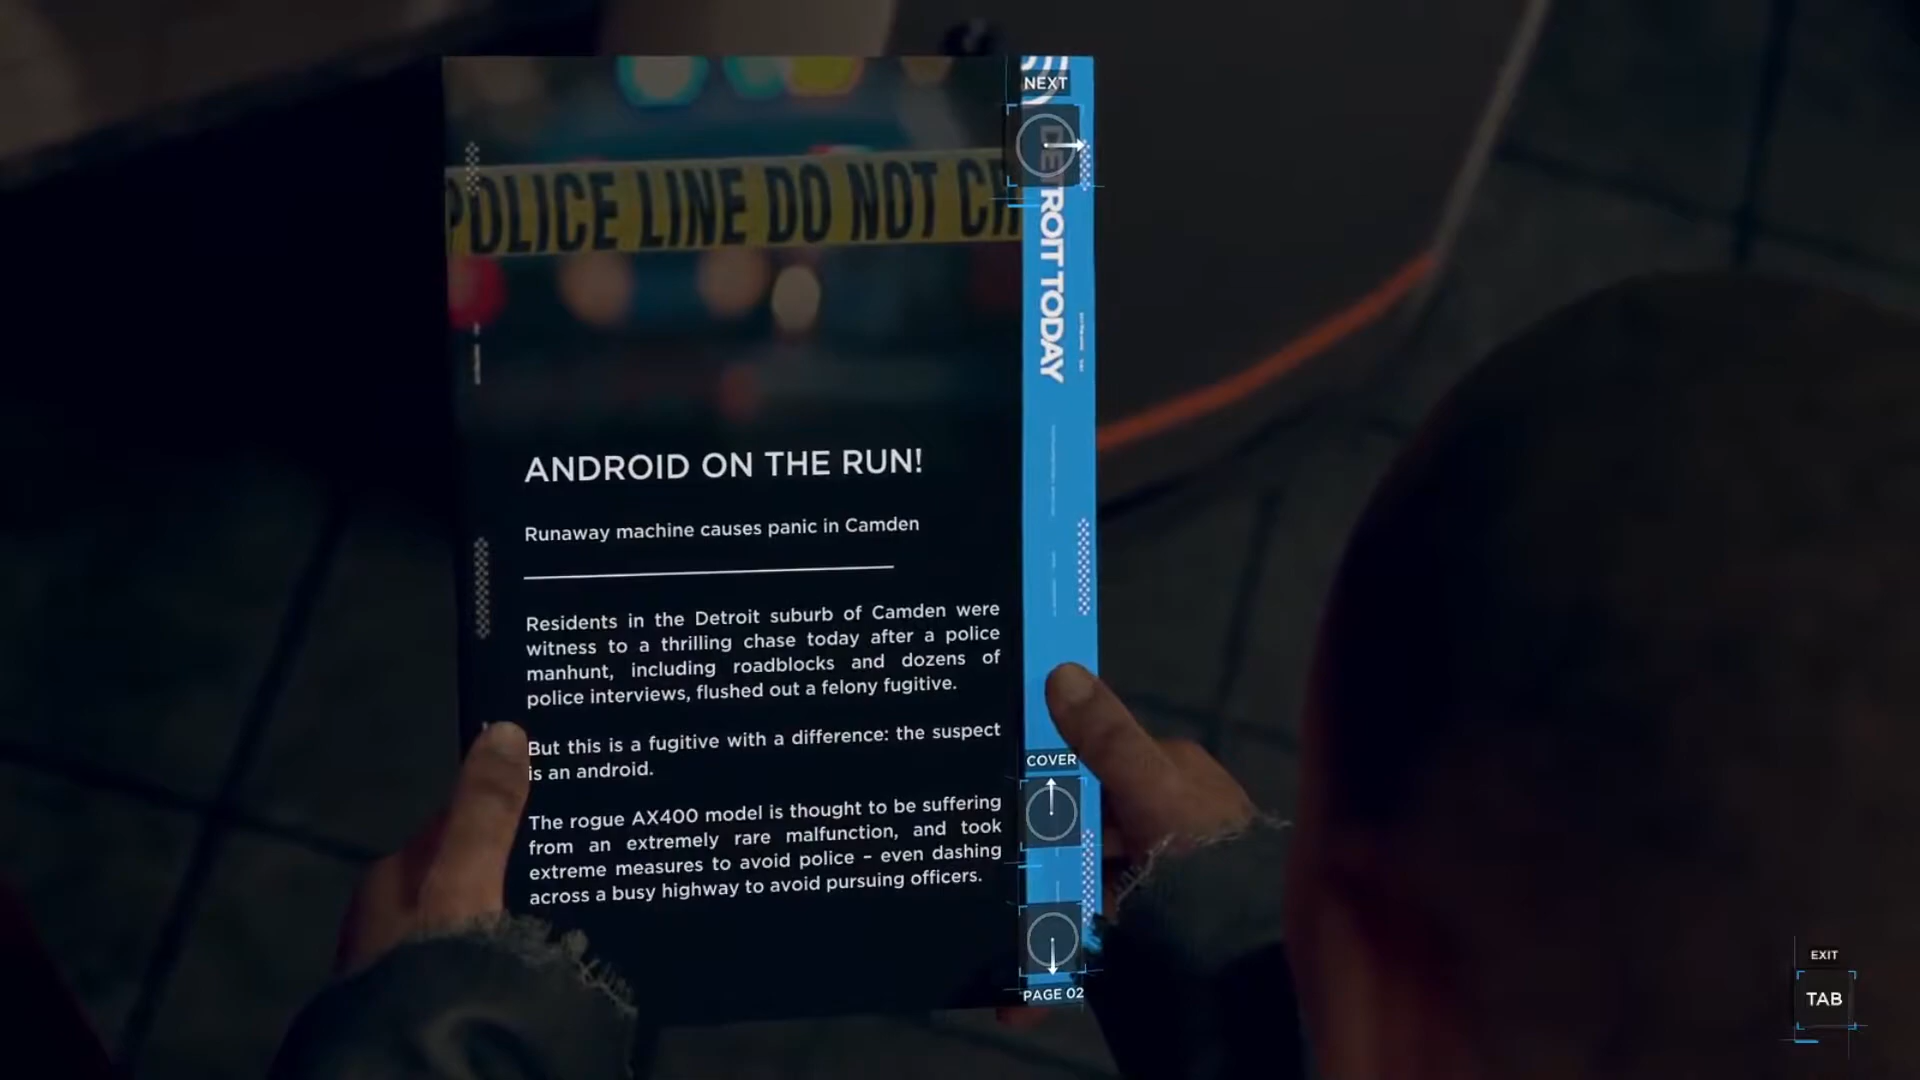 NEXT
DETROIT TODAY
POLICE LINE DO NOT
ANDROID ON THE RUN!
Runaway machine causes panic in Camden
Residents in the Detroit suburb of Camden were
witness to a thrilling chase today after a police
manhunt, including roadblocks and dozens of
police interviews, flushed out a felony fugitive.
But this is a fugitive with a difference: the suspect
is an android.
The rogue AX400 model is thought to be suffering
from an extremely rare malfunction, and took
extreme measures to avoid police – even dashing
across a busy highway to avoid pursuing officers.
COVER
PAGE 02
EXIT
TAB